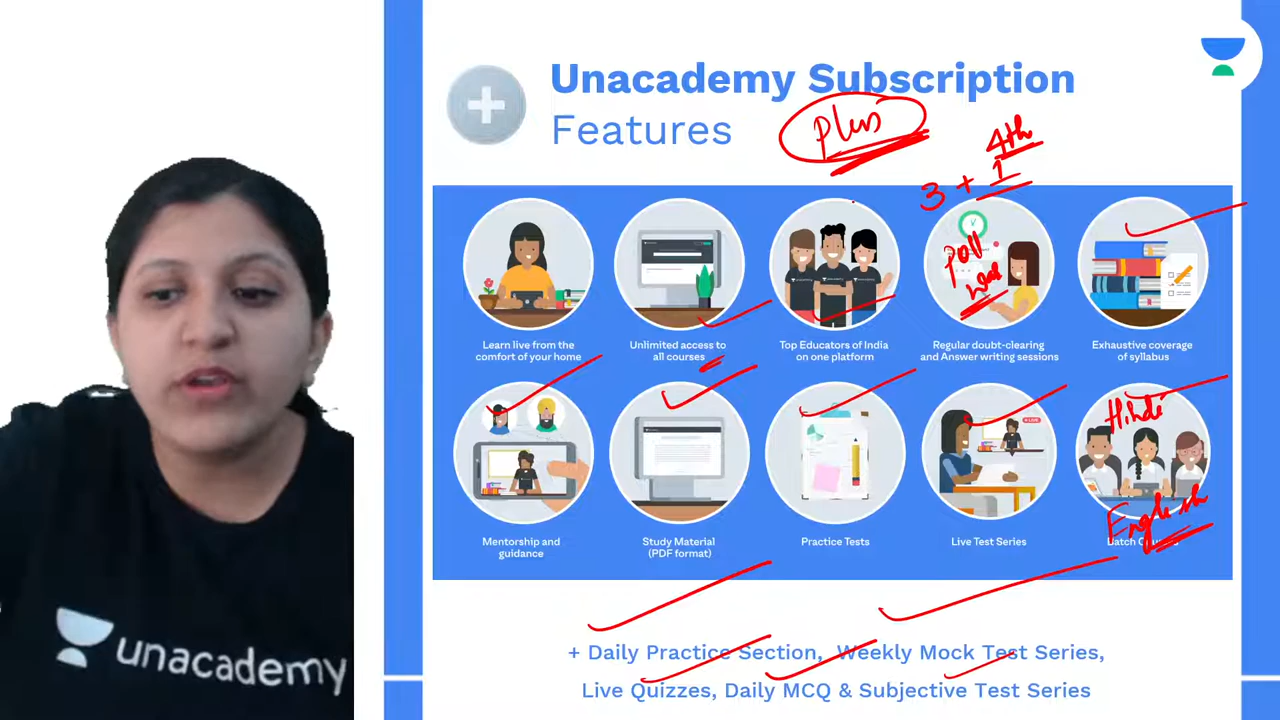 Unacademy Subscription
Features
Plus
4th
3 + 1
Poll
Learn live from the
comfort of your home
Unlimited access to
all courses
Top Educators of India
on one platform
Regular doubt-clearing
and Answer writing sessions
Exhaustive coverage
of syllabus
Hindi
English
Mentorship and
guidance
Study Material
(PDF format)
Practice Tests
Live Test Series
Batch
unacademy
+ Daily Practice Section, Weekly Mock Test Series,
Live Quizzes, Daily MCQ & Subjective Test Series